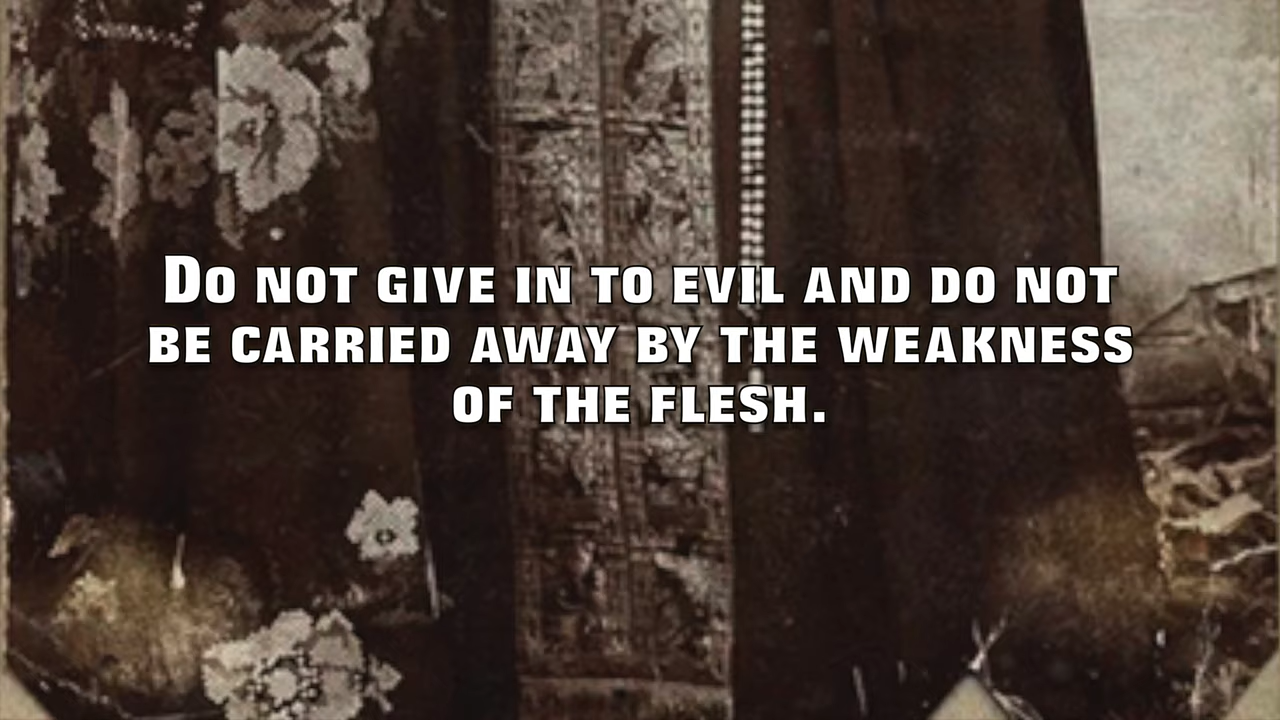 Do not give in to evil and do not
be carried away by the weakness
of the flesh.